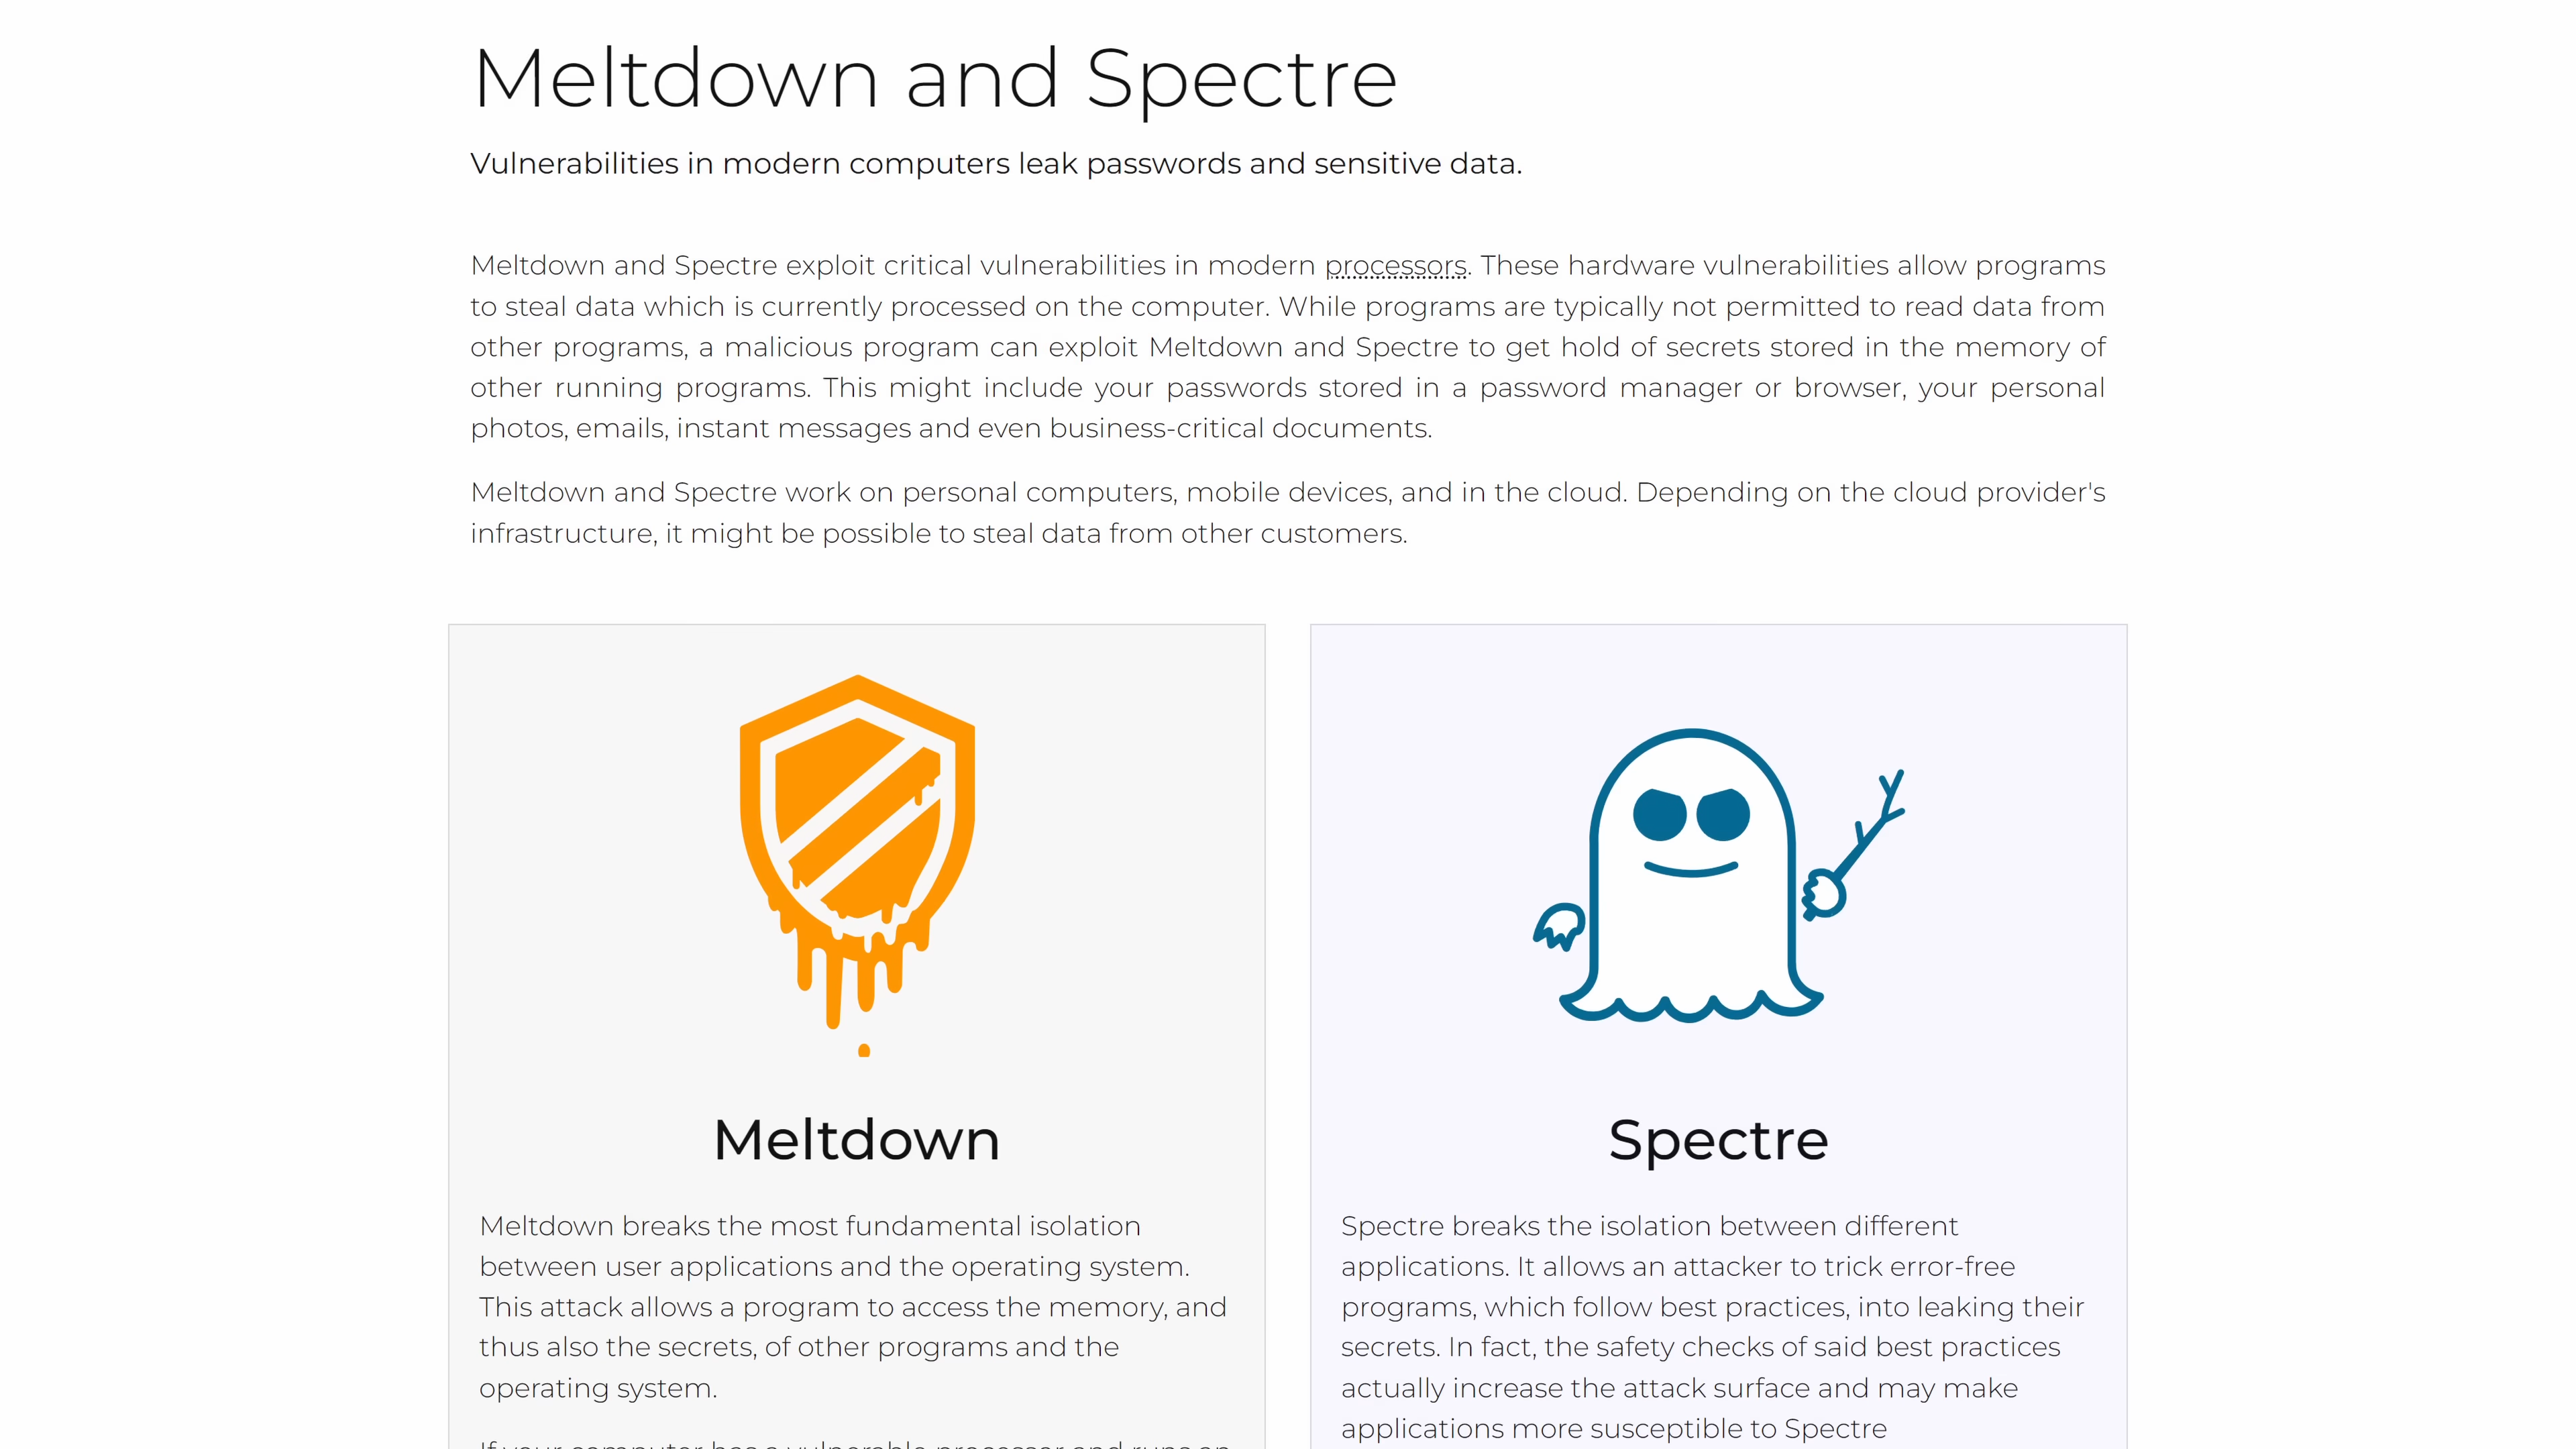 Meltdown and Spectre
Vulnerabilities in modern computers leak passwords and sensitive data.
Meltdown and Spectre exploit critical vulnerabilities in modern processors. These hardware vulnerabilities allow programs
to steal data which is currently processed on the computer. While programs are typically not permitted to read data from
other programs, a malicious program can exploit Meltdown and Spectre to get hold of secrets stored in the memory of
other running programs. This might include your passwords stored in a password manager or browser, your personal
photos, emails, instant messages and even business-critical documents.
Meltdown and Spectre work on personal computers, mobile devices, and in the cloud. Depending on the cloud provider's
infrastructure, it might be possible to steal data from other customers.
Meltdown
Meltdown breaks the most fundamental isolation
between user applications and the operating system.
This attack allows a program to access the memory, and
thus also the secrets, of other programs and the
operating system.
Spectre
Spectre breaks the isolation between different
applications. It allows an attacker to trick error-free
programs, which follow best practices, into leaking their
secrets. In fact, the safety checks of said best practices
actually increase the attack surface and may make
applications more susceptible to Spectre